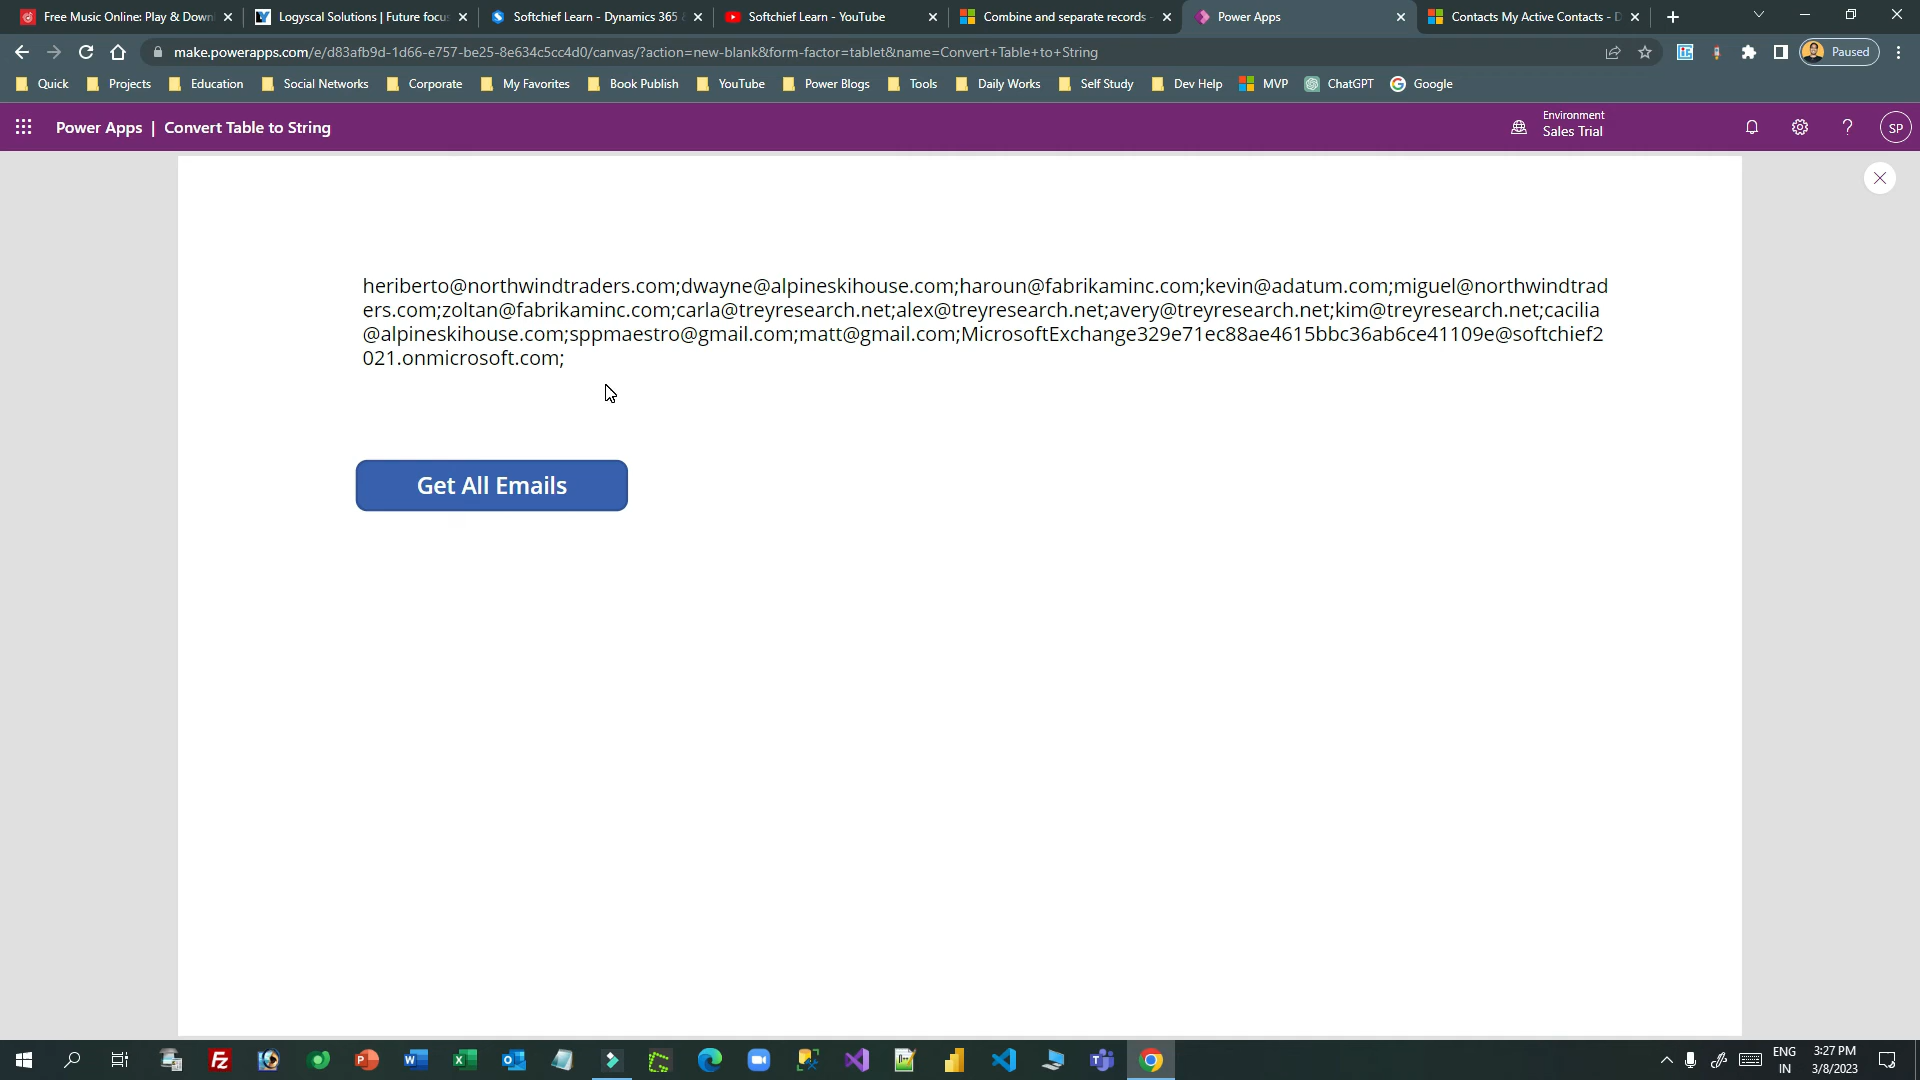 Free Music Online: Play & Down
Logyscal Solutions | Future focu
Softchief Learn - Dynamics 365
Softchief Learn - YouTube
Combine and separate records
Power Apps
Contacts My Active Contacts - D
make.powerapps.com/e/d83afb9d-1d66-e757-be25-8e634c5cc4d0/canvas/?action=new-blank&form-factor=tablet&name=Convert+Table+to+String
Paused
Quick
Projects
Education
Social Networks
Corporate
My Favorites
Book Publish
YouTube
Power Blogs
Tools
Daily Works
Self Study
Dev Help
MVP
ChatGPT
Google
Power Apps | Convert Table to String
Environment
Sales Trial
SP
heriberto@northwindtraders.com;dwayne@alpineskihouse.com;haroun@fabrikaminc.com;kevin@adatum.com;miguel@northwindtrad
ers.com;zoltan@fabrikaminc.com;carla@treyresearch.net;alex@treyresearch.net;avery@treyresearch.net;kim@treyresearch.net;cacilia
@alpineskihouse.com;sppmaestro@gmail.com;matt@gmail.com;MicrosoftExchange329e71ec88ae4615bbc36ab6ce41109e@softchief2
021.onmicrosoft.com;
Get All Emails
ENG
IN
3:27 PM
3/8/2023